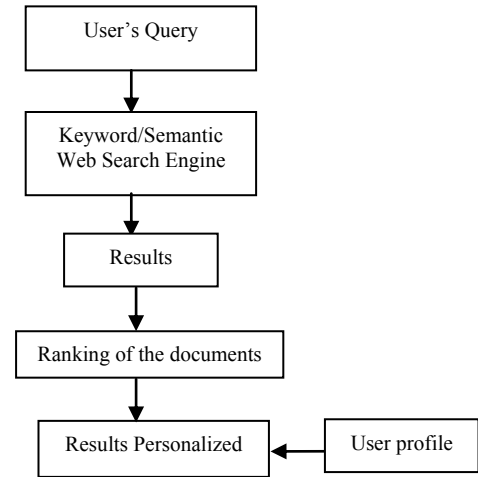 User’s Query
Keyword/Semantic
Web Search Engine
Results
Ranking of the documents
Results Personalized
User profile